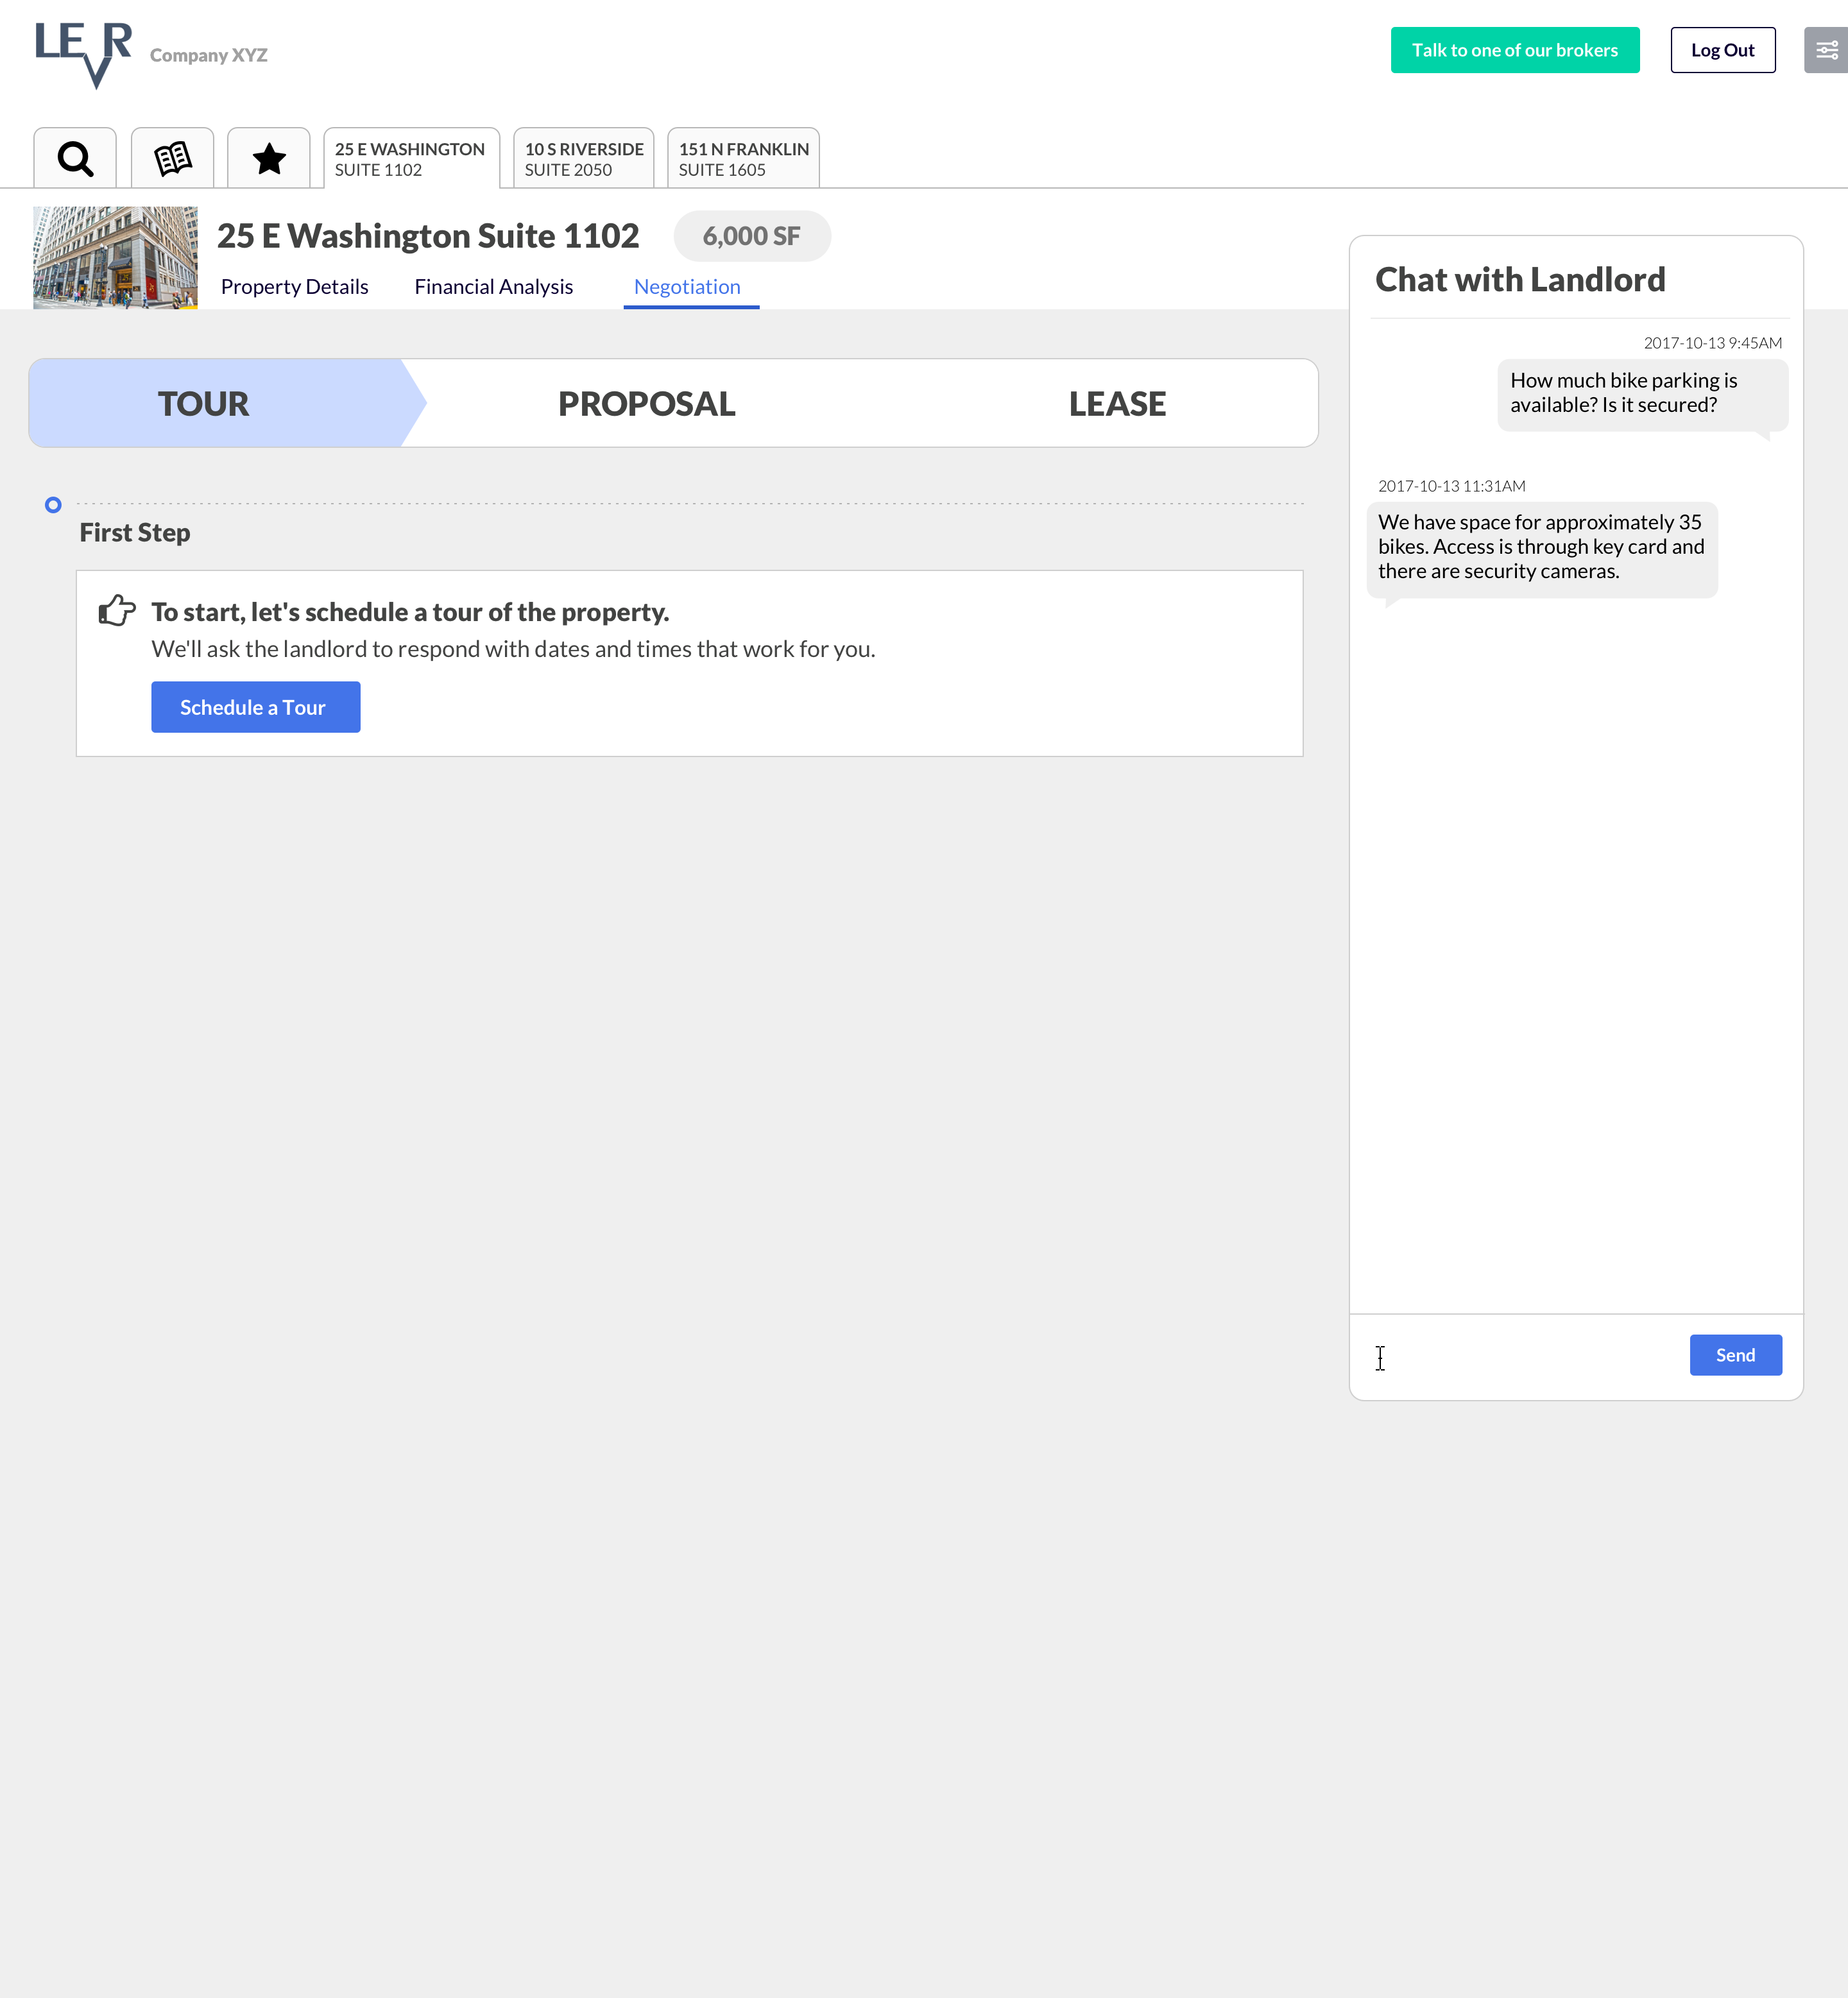 LEVR
Company XYZ
Talk to one of our brokers
Log Out
25 E WASHINGTON
SUITE 1102
10 S RIVERSIDE
SUITE 2050
151 N FRANKLIN
SUITE 1605
25 E Washington Suite 1102
6,000 SF
Property Details
Financial Analysis
Negotiation
TOUR
PROPOSAL
LEASE
First Step
To start, let's schedule a tour of the property.
We'll ask the landlord to respond with dates and times that work for you.
Schedule a Tour
Chat with Landlord
2017-10-13 9:45AM
How much bike parking is
available? Is it secured?
2017-10-13 11:31AM
We have space for approximately 35
bikes. Access is through key card and
there are security cameras.
Send